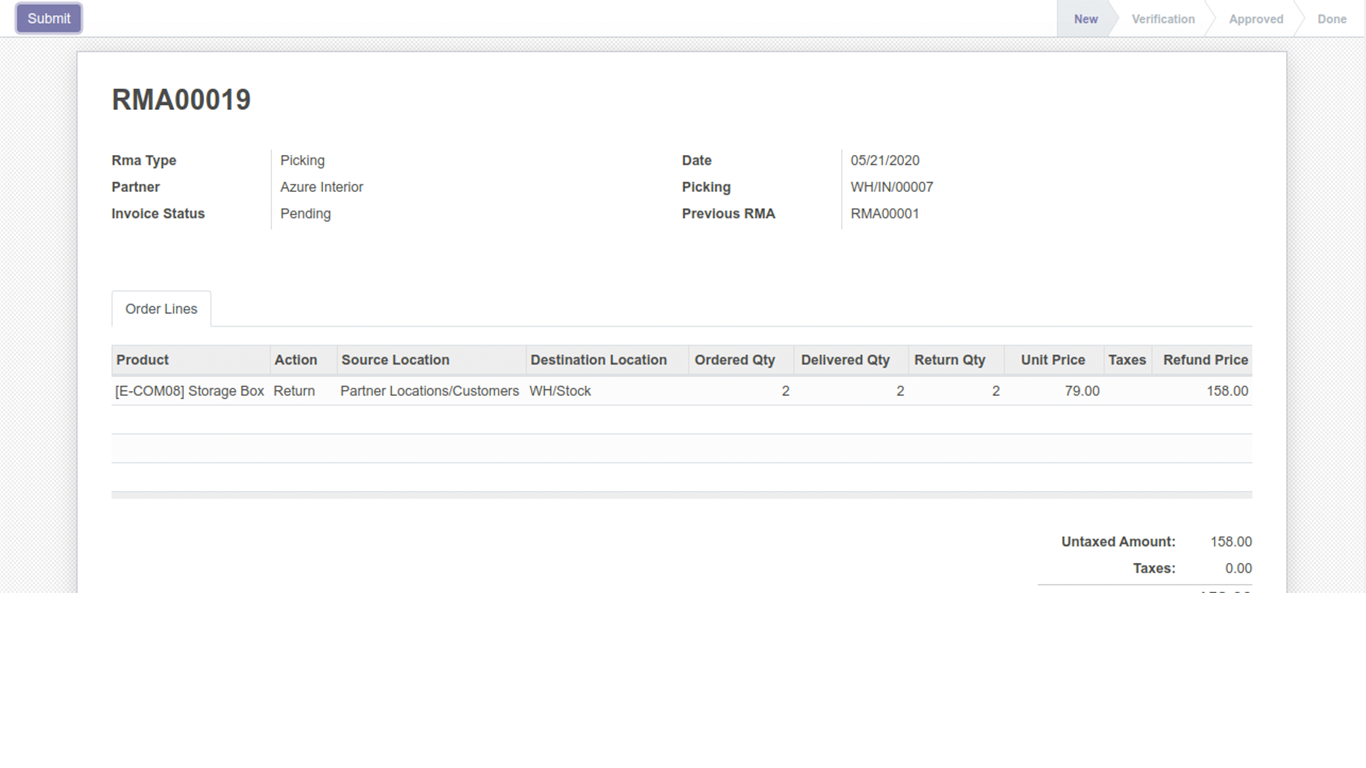 Submit New Verification Approved Done
RMA00019
Rma Type Picking Date 05/21/2020
Partner Azure Interior Picking WH/IN/00007
Invoice Status Pending Previous RMA RMA00001
Order Lines
Product Action Source Location Destination Location Ordered Qty Delivered Qty Return Qty Unit Price Taxes Refund Price
[E-COM08] Storage Box Return Partner Locations/Customers WH/Stock 2 2 2 79.00 158.00
Untaxed Amount: 158.00
Taxes: 0.00